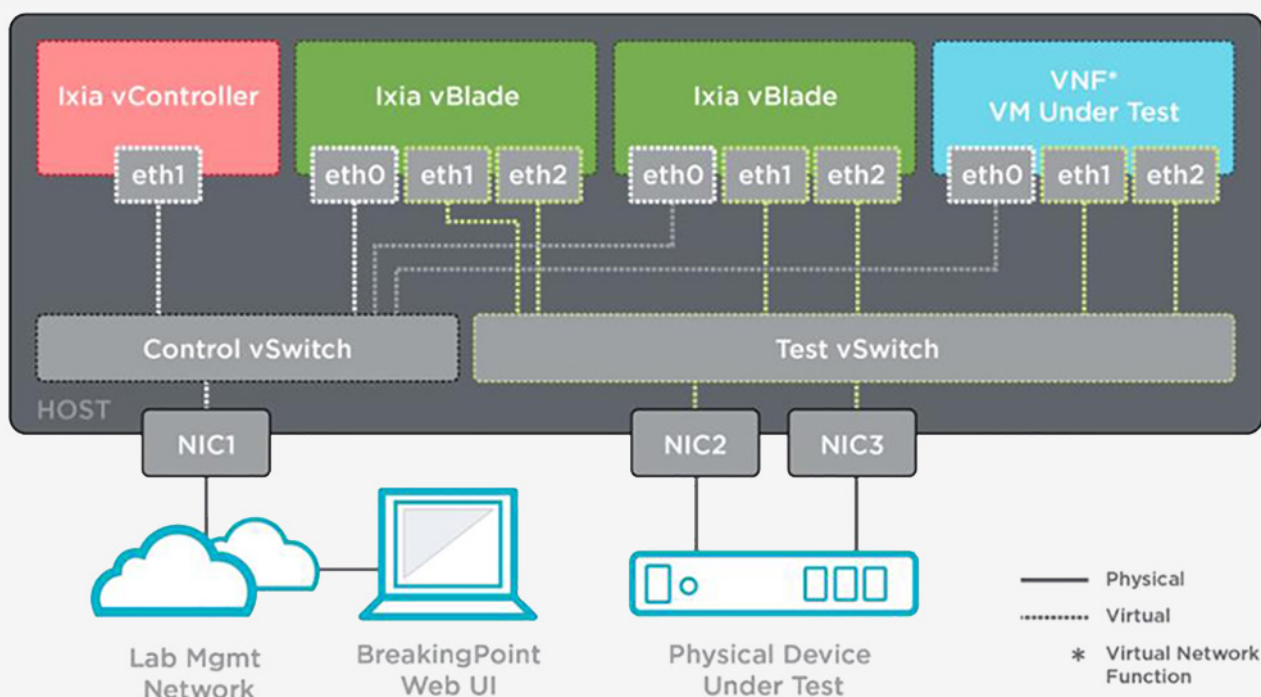 Ixia vController
Ixia vBlade
Ixia vBlade
VNF*
VM Under Test
eth1
eth0
eth1
eth2
eth0
eth1
eth2
eth0
eth1
eth2
Control vSwitch
Test vSwitch
HOST
NIC1
NIC2
NIC3
Lab Mgmt
Network
BreakingPoint
Web UI
Physical Device
Under Test
Physical
Virtual
* Virtual Network
Function